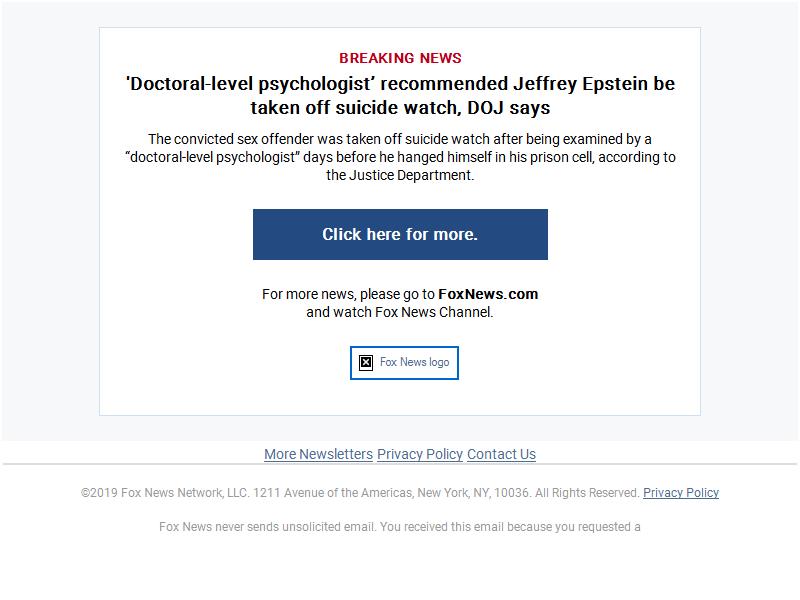 BREAKING NEWS
'Doctoral-level psychologist’ recommended Jeffrey Epstein be
taken off suicide watch, DOJ says
The convicted sex offender was taken off suicide watch after being examined by a
“doctoral-level psychologist” days before he hanged himself in his prison cell, according to
the Justice Department.
Click here for more.
For more news, please go to FoxNews.com
and watch Fox News Channel.
Fox News logo
More Newsletters Privacy Policy Contact Us
©2019 Fox News Network, LLC. 1211 Avenue of the Americas, New York, NY, 10036. All Rights Reserved. Privacy Policy
Fox News never sends unsolicited email. You received this email because you requested a